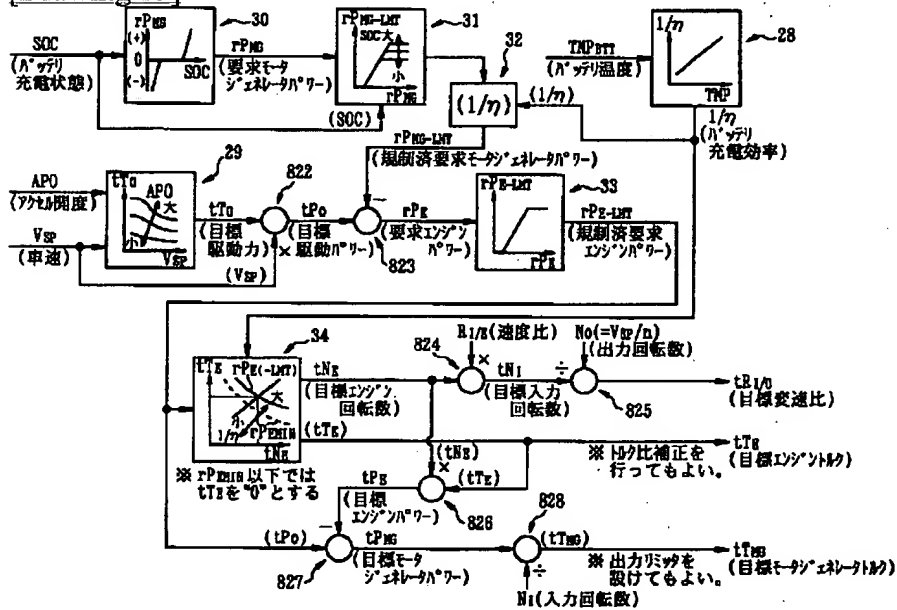 30
rPMG
(+)
0
(-)
SOC
SOC
(バッテリ
充電状態)
rPMG
(要求モータ
ジェネレータパワー)
31
rPMG-LMT
SOC大
小
rPMG
(SOC)
32
(1/η)
(1/η)
TMPBTT
(バッテリ温度)
28
1/η
TMP
1/η
(バッテリ
充電効率)
rPMG-LMT
(規制済要求モータジェネレータパワー)
29
APO
(アクセル開度)
VSP
(車速)
tTo
APO
大
小
VSP
tTo
(目標
駆動力)
(VSP)
822
×
tPo
(目標
駆動パワー)
−
823
rPE
(要求エンジン
パワー)
33
rPE-LMT
rPE
rPE-LMT
(規制済要求
エンジンパワー)
34
tTE
rPE(-LMT)
大
小
1/η
rPEMIN
tNE
※ rPEMIN 以下では
tTEを"0"とする
tNE
(目標エンジン
回転数)
(tTE)
824
R1/E(速度比)
×
tNI
(目標入力
回転数)
No(=VSP/n)
(出力回転数)
÷
825
tRI/O
(目標変速比)
(tNE)
×
(tTE)
826
※ トルク比補正を
行ってもよい。
tTE
(目標エンジントルク)
tPE
(目標
エンジンパワー)
(tPo)
−
827
tPMG
(目標モータ
ジェネレータパワー)
828
÷
NI(入力回転数)
(tTMG)
※ 出力リミッタを
設けてもよい。
tTMG
(目標モータジェネレータトルク)